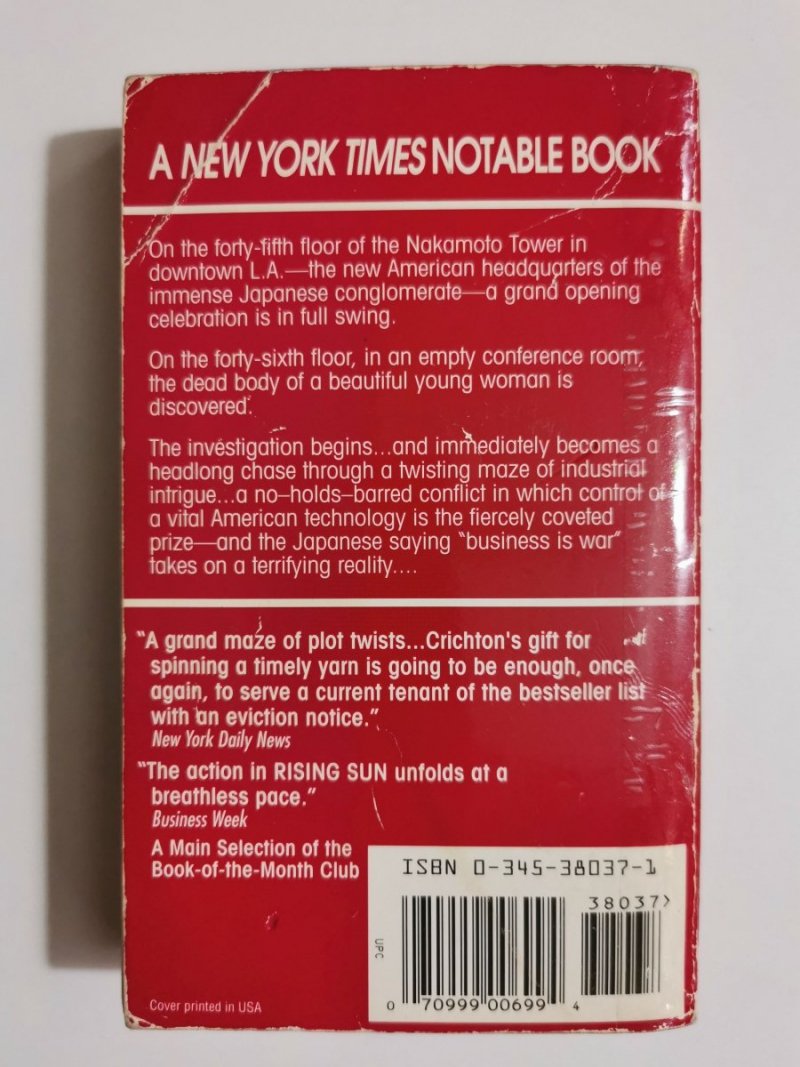 A NEW YORK TIMES NOTABLE BOOK
On the forty-fifth floor of the Nakamoto Tower in
downtown L.A.—the new American headquarters of the
immense Japanese conglomerate—a grand opening
celebration is in full swing.
On the forty-sixth floor, in an empty conference room,
the dead body of a beautiful young woman is
discovered.
The investigation begins...and immediately becomes a
headlong chase through a twisting maze of industrial
intrigue...a no–holds–barred conflict in which control of
a vital American technology is the fiercely coveted
prize—and the Japanese saying "business is war"
takes on a terrifying reality....
"A grand maze of plot twists...Crichton's gift for
spinning a timely yarn is going to be enough, once
again, to serve a current tenant of the bestseller list
with an eviction notice."
New York Daily News
"The action in RISING SUN unfolds at a
breathless pace."
Business Week
A Main Selection of the
Book-of-the-Month Club
ISBN 0-345-38037-1
38037>
UPC
0 70999 00699 4
Cover printed in USA